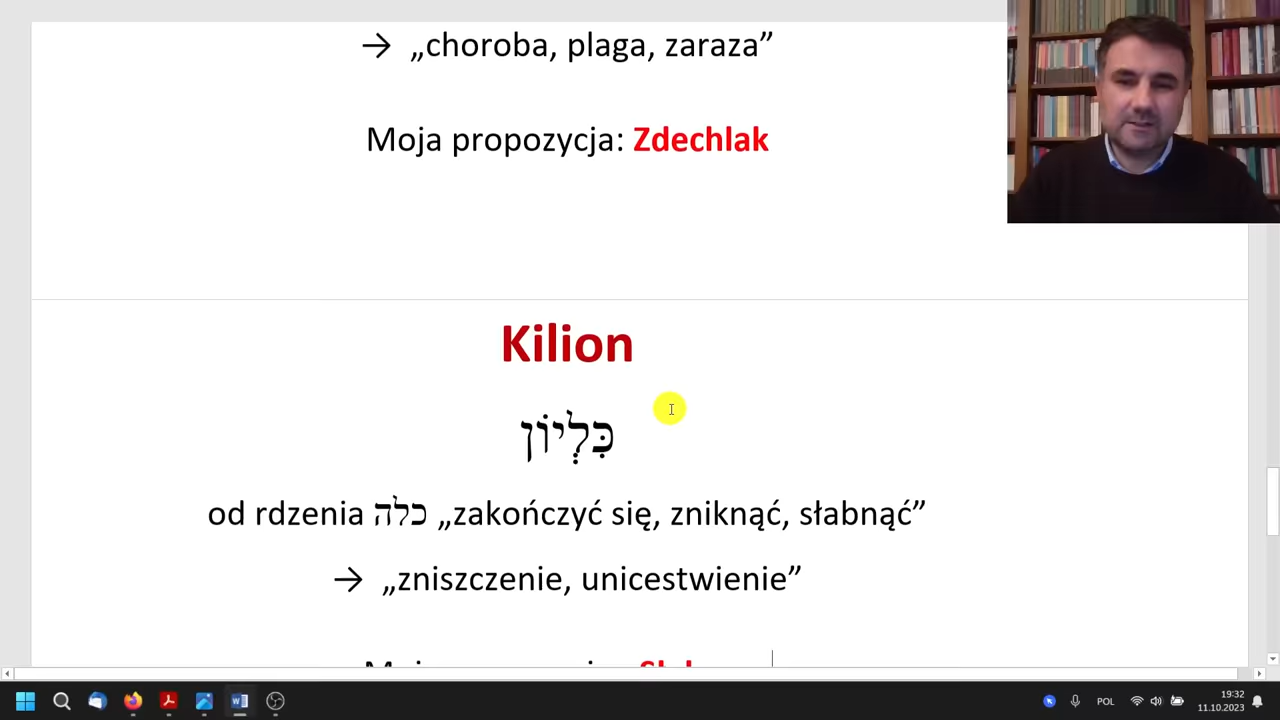 → „choroba, plaga, zaraza”
Moja propozycja: Zdechlak
Kilion
כִּלְיוֹן
od rdzenia כלה „zakończyć się, zniknąć, słabnąć”
→ „zniszczenie, unicestwienie”
POL
19:32
11.10.2023